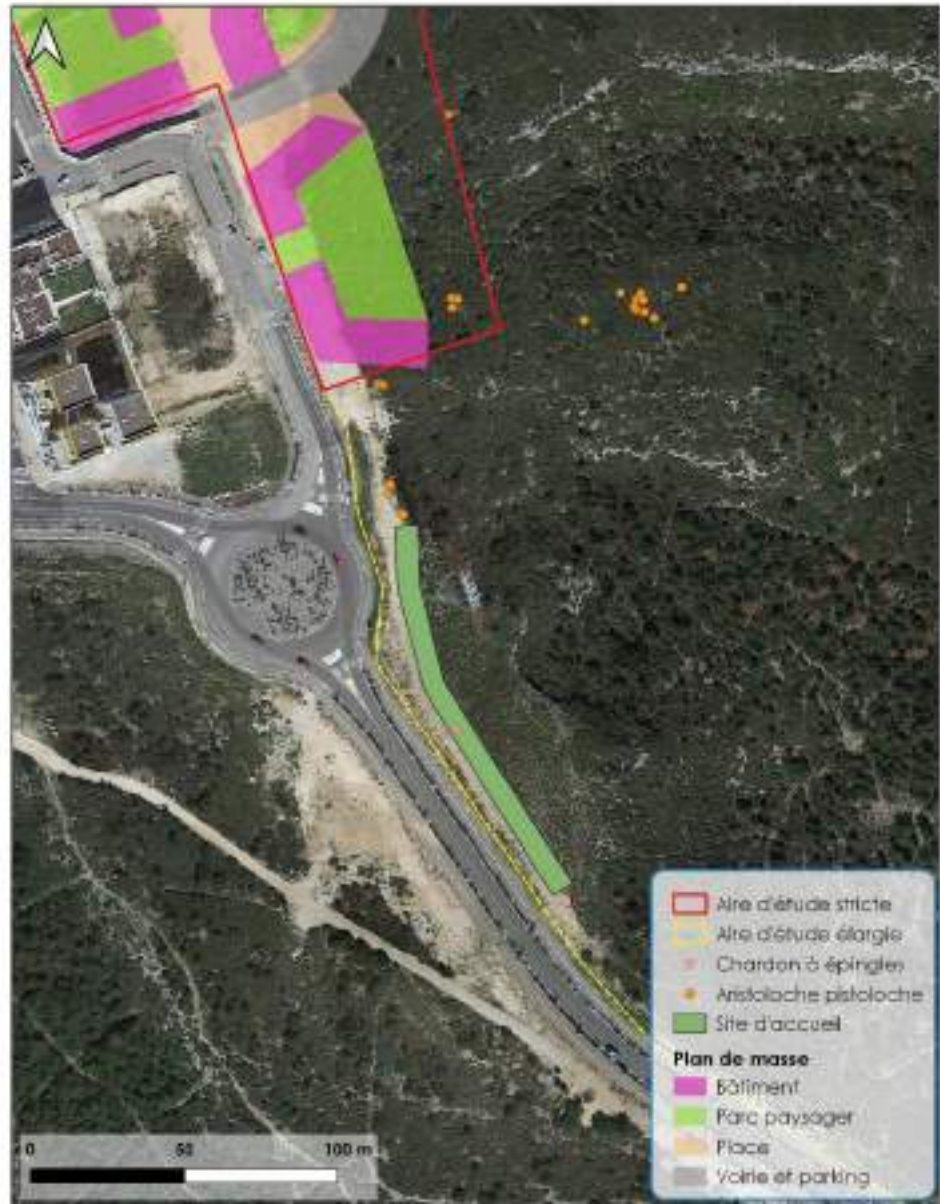 Aire d'étude stricte
Aire d'étude élargie
Chardon à épingles
Aristoloche pistoloche
Site d'accueil
Plan de masse
Bâtiment
Parc paysager
Place
Voirie et parking
0 50 100 m